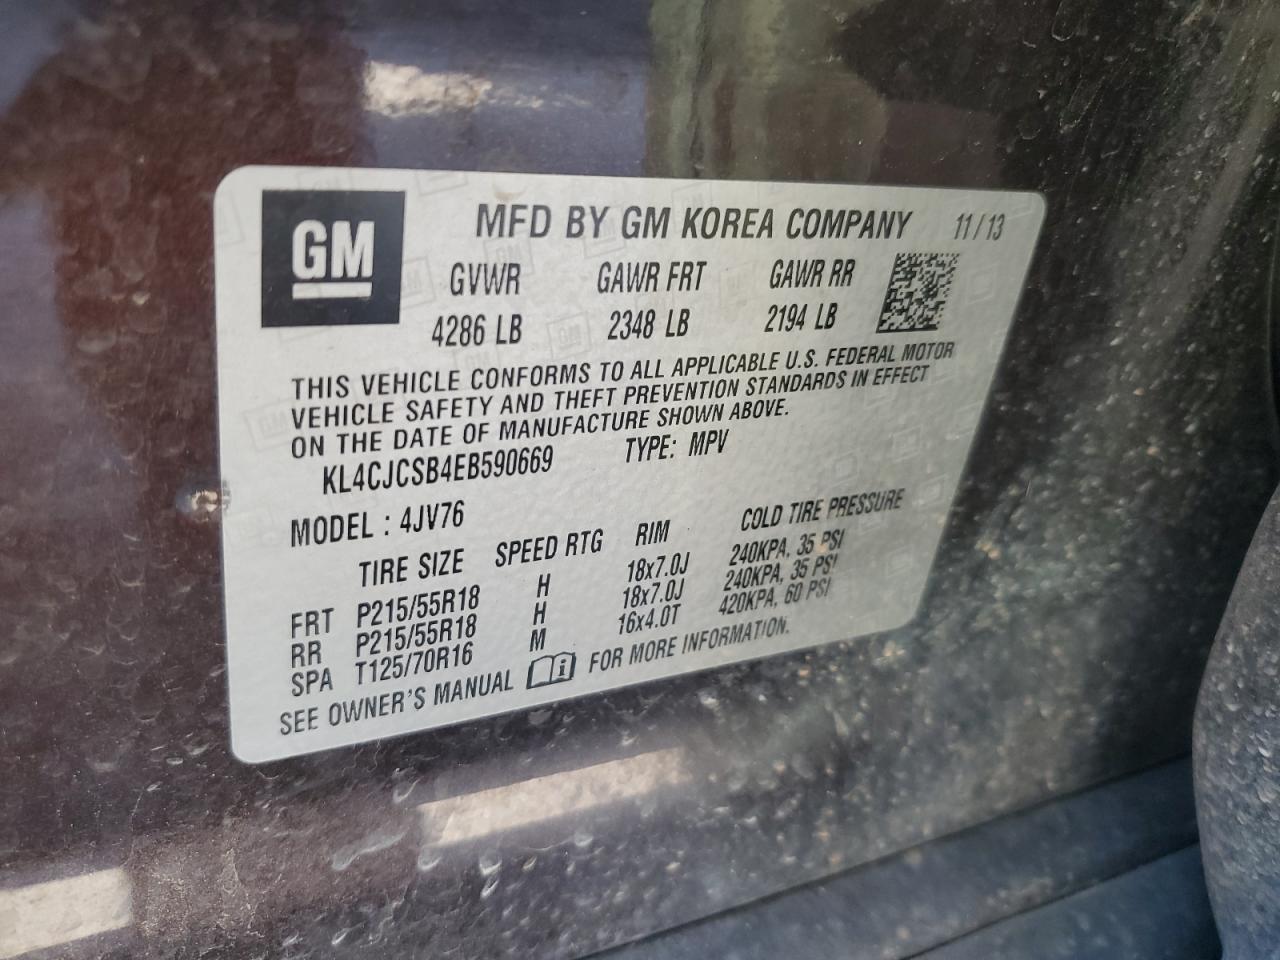 GM
MFD BY GM KOREA COMPANY 11/13
GVWR GAWR FRT GAWR RR
4286 LB 2348 LB 2194 LB
THIS VEHICLE CONFORMS TO ALL APPLICABLE U.S. FEDERAL MOTOR
VEHICLE SAFETY AND THEFT PREVENTION STANDARDS IN EFFECT
ON THE DATE OF MANUFACTURE SHOWN ABOVE.
KL4CJCSB4EB590669 TYPE: MPV
MODEL : 4JV76
TIRE SIZE SPEED RTG RIM COLD TIRE PRESSURE
FRT P215/55R18 H 18x7.0J 240KPA, 35 PSI
RR P215/55R18 H 18x7.0J 240KPA, 35 PSI
SPA T125/70R16 M 16x4.0T 420KPA, 60 PSI
SEE OWNER'S MANUAL i FOR MORE INFORMATION.